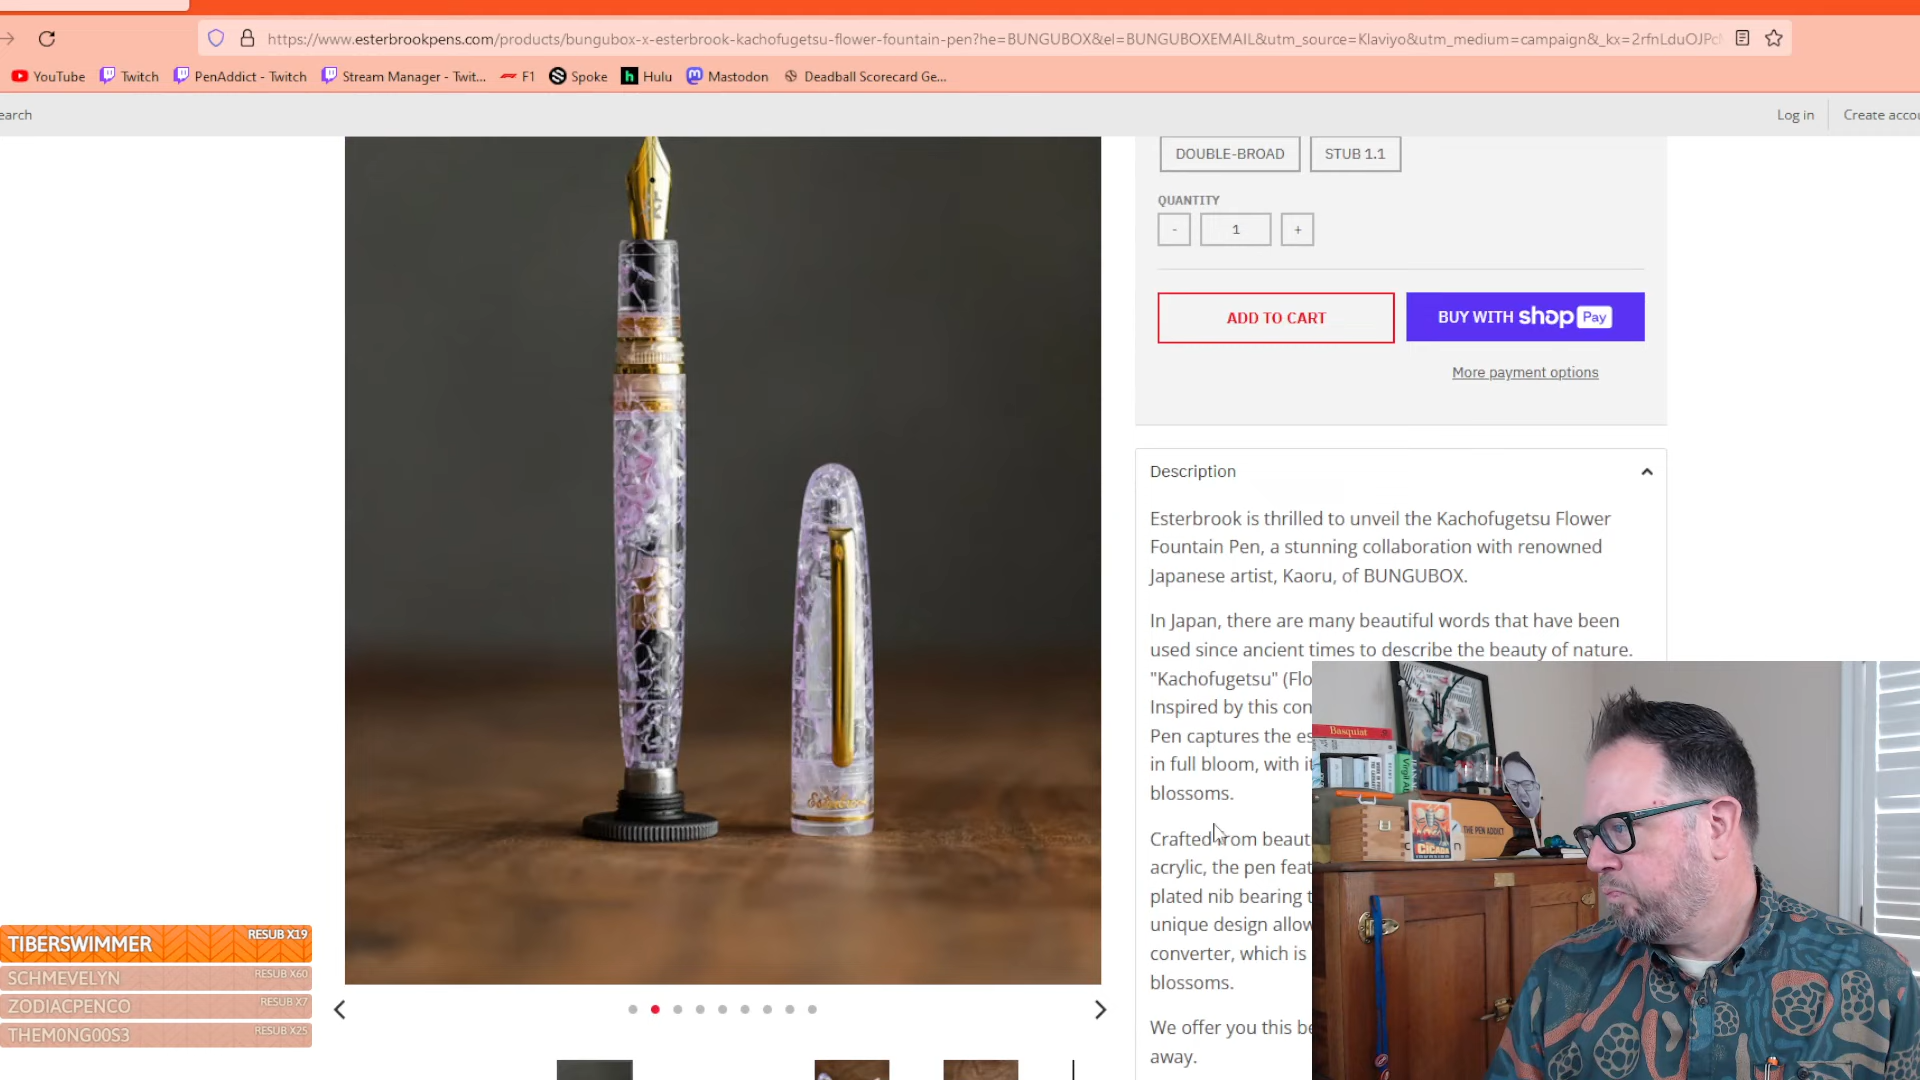 https://www.esterbrookpens.com/products/bungubox-x-esterbrook-kachofugetsu-flower-fountain-pen?he=BUNGUBOX&el=BUNGUBOXEMAIL&utm_source=Klaviyo&utm_medium=campaign&_kx=2rfnLduOJPc
YouTube Twitch PenAddict - Twitch Stream Manager - Twit... F1 Spoke Hulu Mastodon Deadball Scorecard Ge...
earch Log in Create accou
DOUBLE-BROAD STUB 1.1
QUANTITY
- 1 +
ADD TO CART BUY WITH shop Pay
More payment options
Description
Esterbrook is thrilled to unveil the Kachofugetsu Flower
Fountain Pen, a stunning collaboration with renowned
Japanese artist, Kaoru, of BUNGUBOX.
In Japan, there are many beautiful words that have been
used since ancient times to describe the beauty of nature.
"Kachofugetsu" (Flo
Inspired by this con
Pen captures the es
in full bloom, with it
blossoms.
Crafted from beaut
acrylic, the pen feat
plated nib bearing t
unique design allow
converter, which is
blossoms.
We offer you this be
away.
Basquiat
THE PEN ADDICT
CICADA
TIBERSWIMMER RESUB X19
SCHMEVELYN RESUB X60
ZODIACPENCO RESUB X7
THEM0NG00S3 RESUB X25